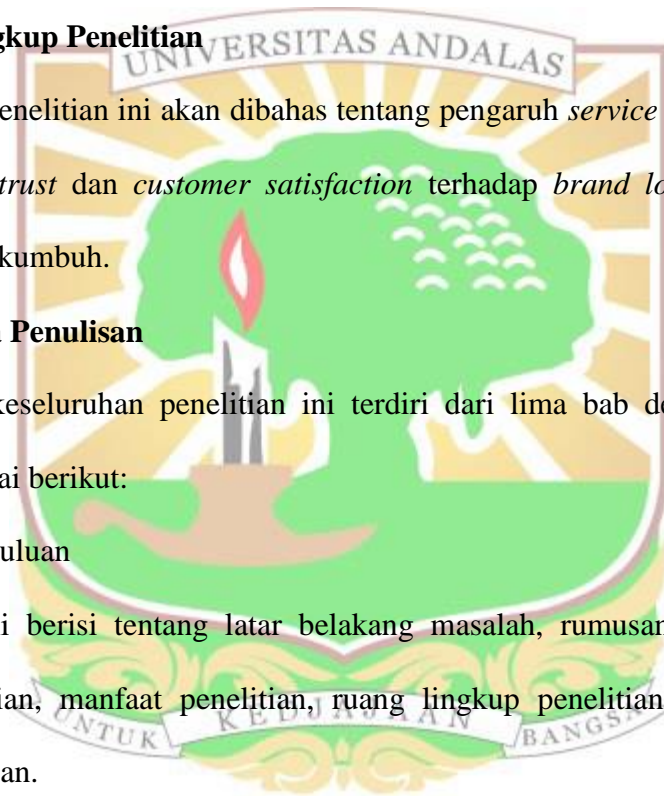 gkup Penelitian
UNIVERSITAS ANDALAS
enelitian ini akan dibahas tentang pengaruh service
trust dan customer satisfaction terhadap brand lo
kumbuh.
Penulisan
keseluruhan penelitian ini terdiri dari lima bab de
ai berikut:
uluan
i berisi tentang latar belakang masalah, rumusan
ian, manfaat penelitian, ruang lingkup penelitian
UNTUK KEDJAJAAN BANGSA
an.